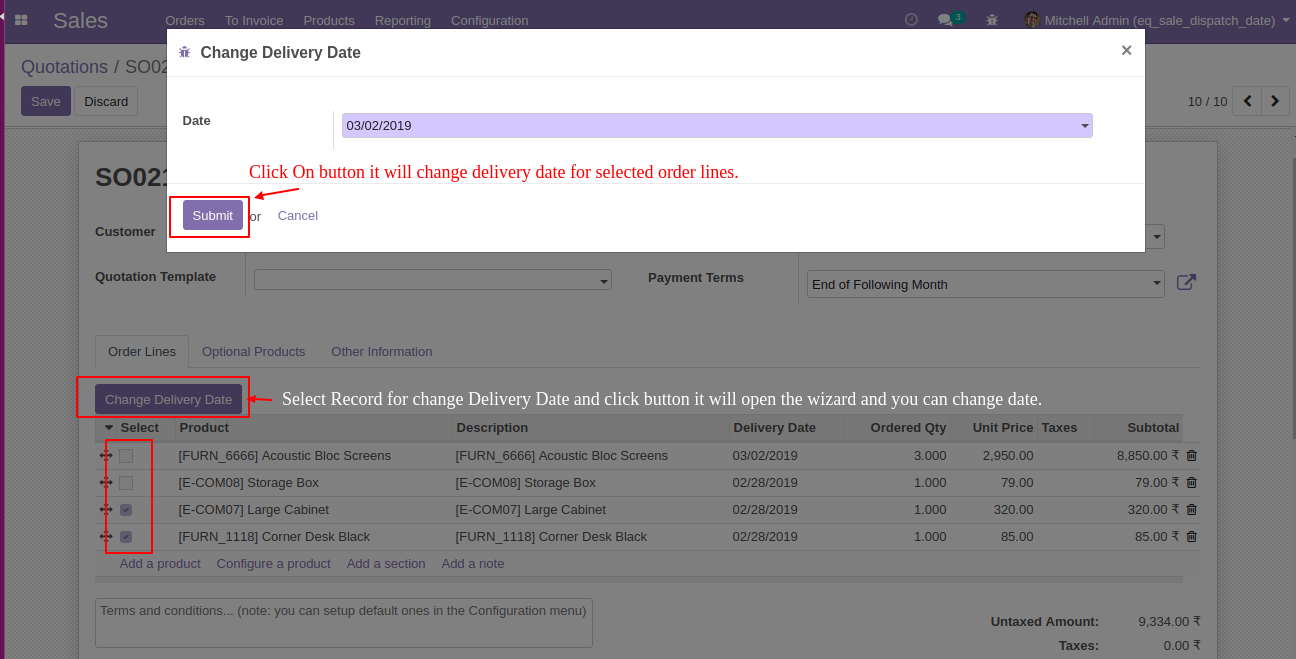 Sales Orders To Invoice Products Reporting Configuration 3 Mitchell Admin (eq_sale_dispatch_date)
Change Delivery Date ×
Quotations / SO02
Save Discard 10 / 10
Date 03/02/2019
Click On button it will change delivery date for selected order lines.
SO021
Submit or Cancel
Customer
Quotation Template Payment Terms End of Following Month
Order Lines Optional Products Other Information
Change Delivery Date Select Record for change Delivery Date and click button it will open the wizard and you can change date.
Select Product Description Delivery Date Ordered Qty Unit Price Taxes Subtotal
[FURN_6666] Acoustic Bloc Screens [FURN_6666] Acoustic Bloc Screens 03/02/2019 3.000 2,950.00 8,850.00 ₹
[E-COM08] Storage Box [E-COM08] Storage Box 02/28/2019 1.000 79.00 79.00 ₹
[E-COM07] Large Cabinet [E-COM07] Large Cabinet 02/28/2019 1.000 320.00 320.00 ₹
[FURN_1118] Corner Desk Black [FURN_1118] Corner Desk Black 02/28/2019 1.000 85.00 85.00 ₹
Add a product Configure a product Add a section Add a note
Terms and conditions... (note: you can setup default ones in the Configuration menu)
Untaxed Amount: 9,334.00 ₹
Taxes: 0.00 ₹